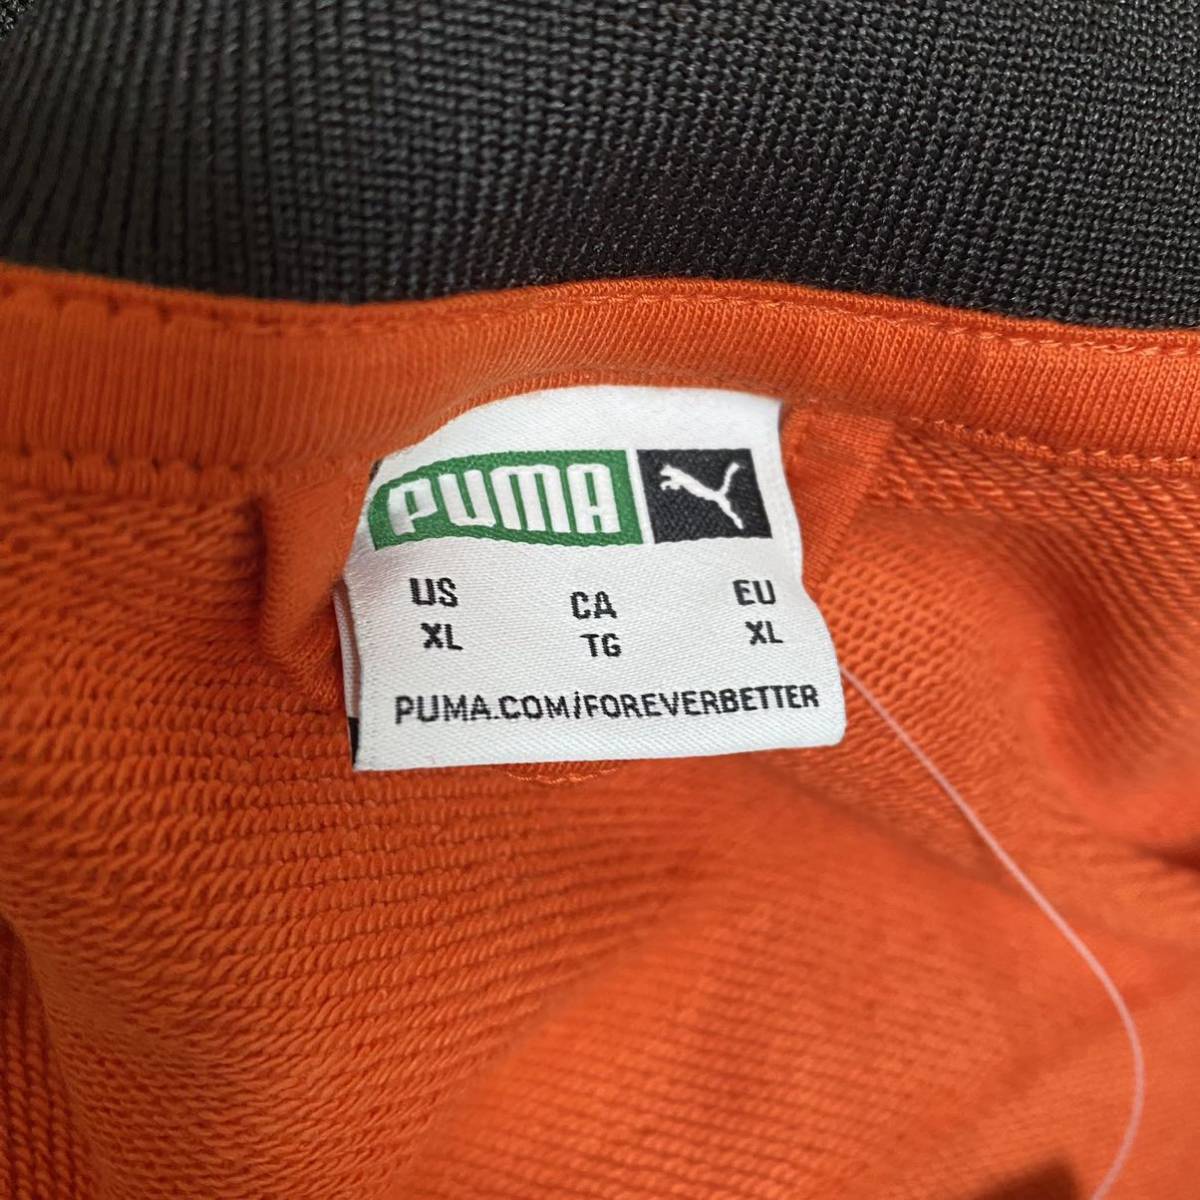 PUMA
US CA EU
XL TG XL
PUMA.COM/FOREVERBETTER